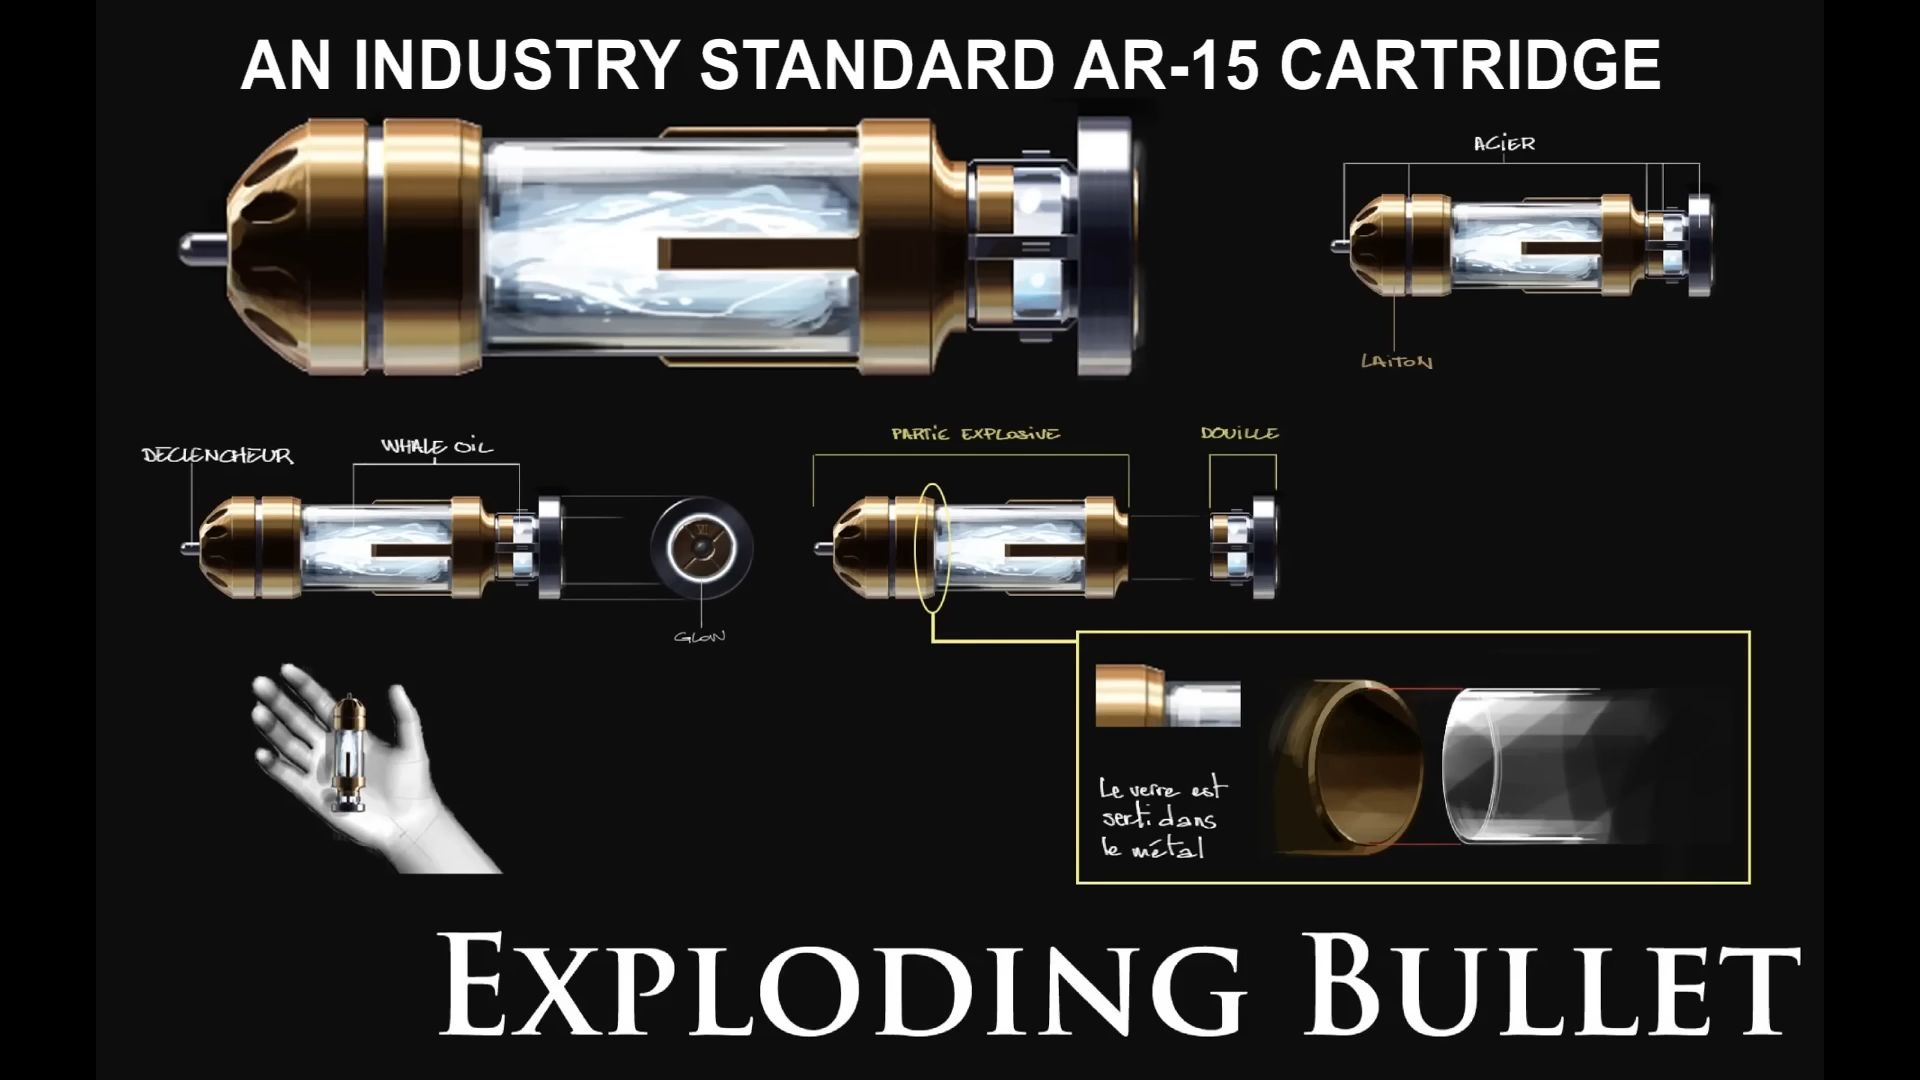 AN INDUSTRY STANDARD AR-15 CARTRIDGE
ACIER
LAITON
DECLENCHEUR
WHALE OIL
GLOW
PARTIE EXPLOSIVE
DOUILLE
Le verre est
serti dans
le métal
EXPLODING BULLET